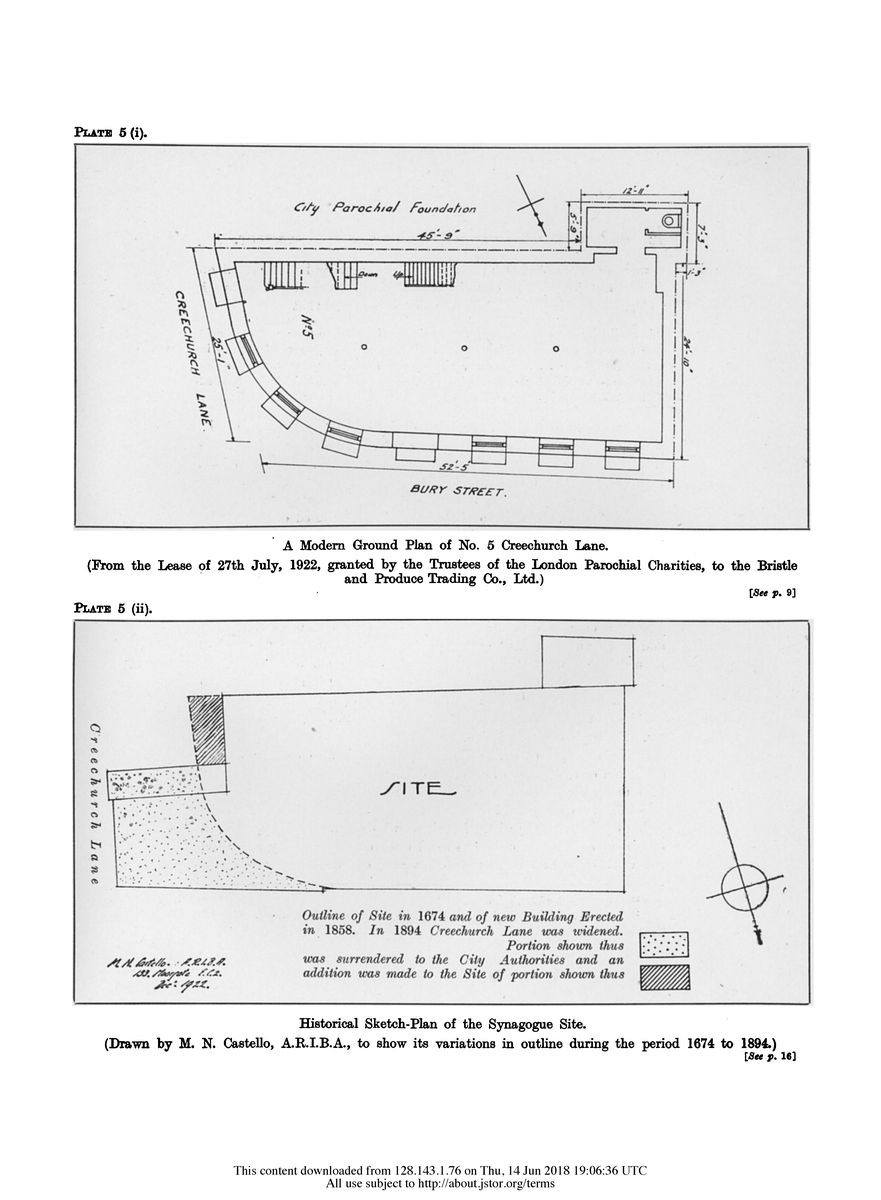 PLATE 5 (i).
City Parochial Foundation
12'-11"
5'-9"
7'-3"
45'-9"
1'-3"
Down
Up
CREECHURCH LANE.
25'-1"
Nº5
24'-10"
52'-5"
BURY STREET.
A Modern Ground Plan of No. 5 Creechurch Lane.
(From the Lease of 27th July, 1922, granted by the Trustees of the London Parochial Charities, to the Bristle
and Produce Trading Co., Ltd.)
[See p. 9]
PLATE 5 (ii).
Creechurch Lane
SITE
Outline of Site in 1674 and of new Building Erected
in 1858. In 1894 Creechurch Lane was widened.
Portion shown thus
was surrendered to the City Authorities and an
addition was made to the Site of portion shown thus
M. N. Castello. A.R.I.B.A.
E.C.2.
Dec. 1922.
Historical Sketch-Plan of the Synagogue Site.
(Drawn by M. N. Castello, A.R.I.B.A., to show its variations in outline during the period 1674 to 1894.)
[See p. 16]
This content downloaded from 128.143.1.76 on Thu, 14 Jun 2018 19:06:36 UTC
All use subject to http://about.jstor.org/terms